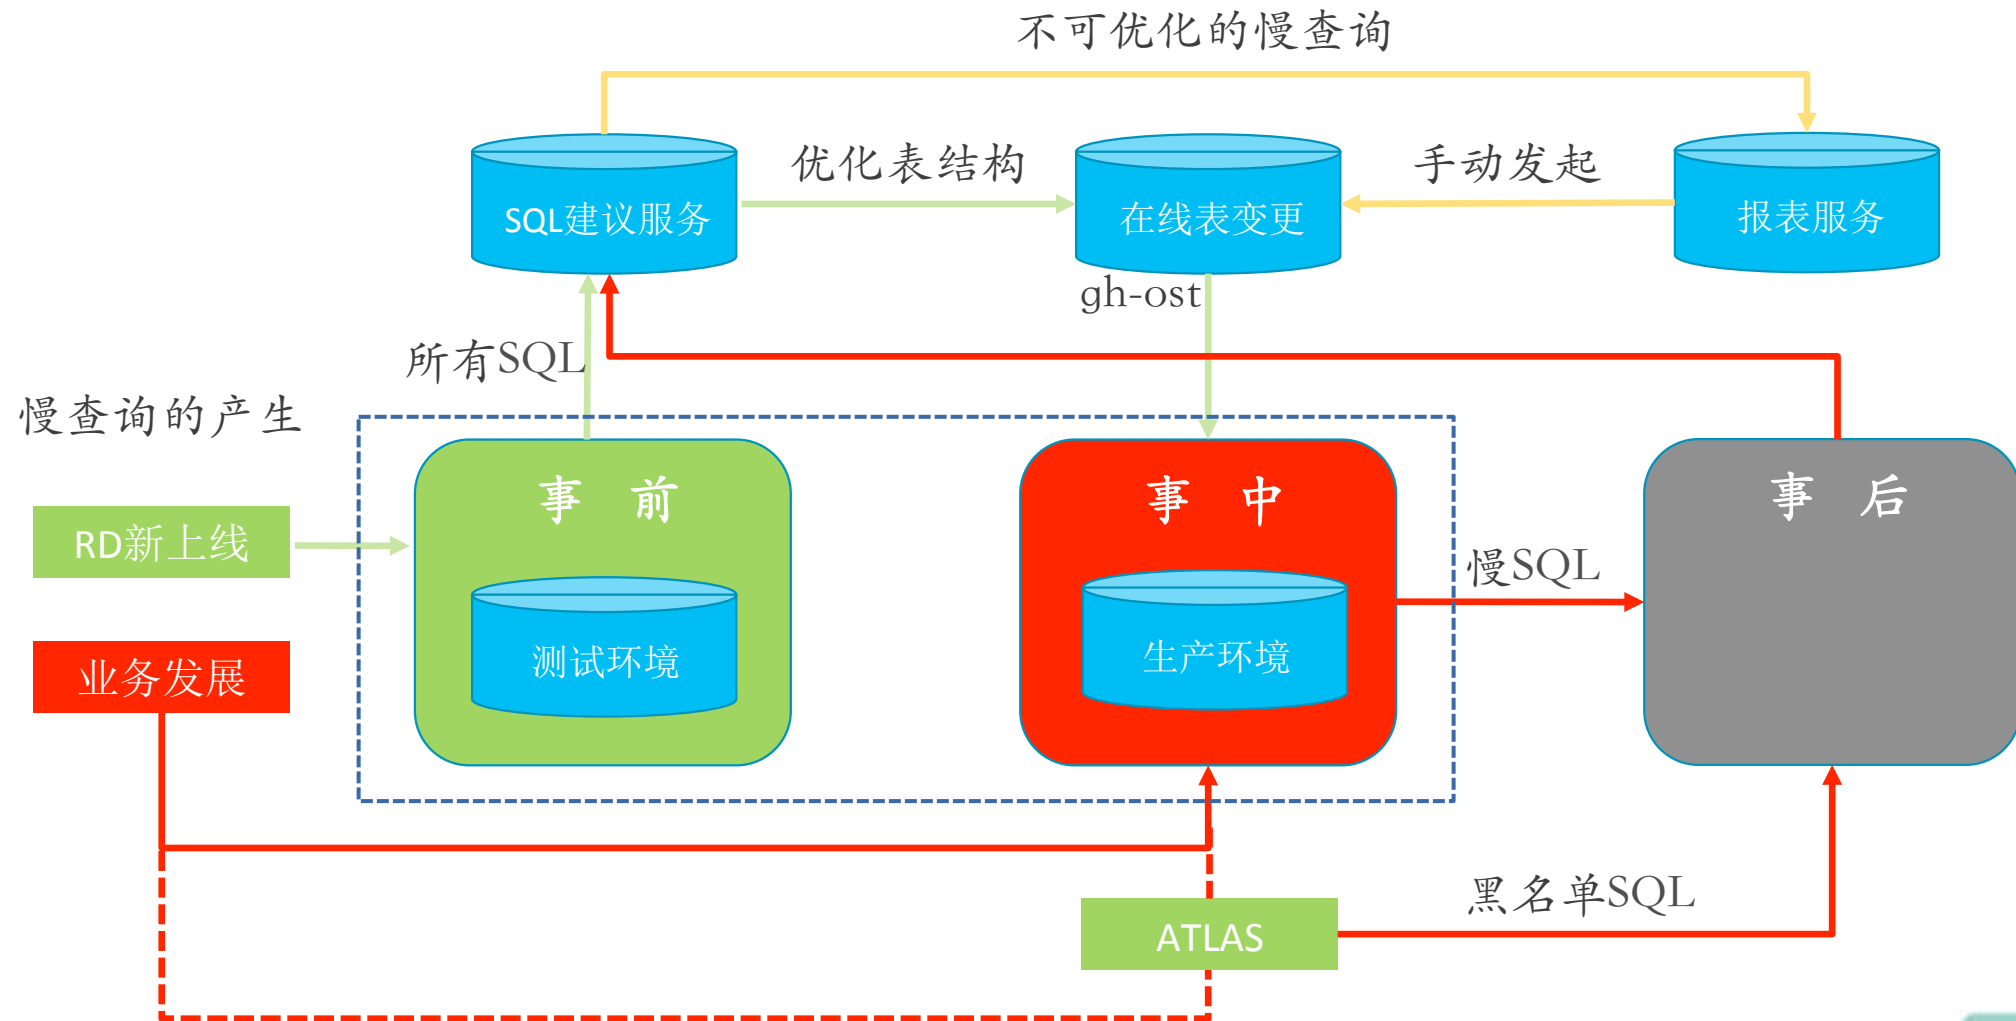 不可优化的慢查询
优化表结构
手动发起
SQL建议服务
在线表变更
报表服务
gh-ost
所有SQL
慢查询的产生
事 前
事 中
事 后
RD新上线
慢SQL
测试环境
生产环境
业务发展
黑名单SQL
ATLAS